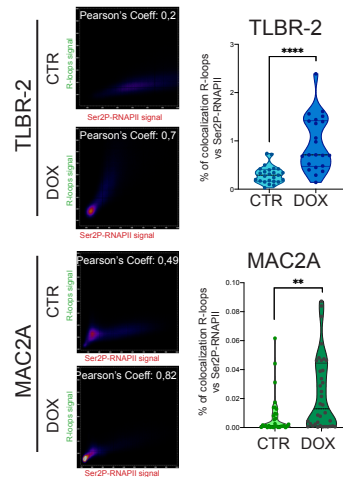 TLBR-2
CTR
R-loops signal
Pearson's Coeff: 0,2
Ser2P-RNAPII signal
DOX
R-loops signal
Pearson's Coeff: 0,7
Ser2P-RNAPII signal
TLBR-2
****
% of colocalization R-loops
vs Ser2P-RNAPII
3
2
1
0
CTR DOX
MAC2A
CTR
R-loops signal
Pearson's Coeff: 0,49
Ser2P-RNAPII signal
DOX
R-loops signal
Pearson's Coeff: 0,82
Ser2P-RNAPII signal
MAC2A
**
% of colocalization R-loops
vs Ser2P-RNAPII
0.10
0.08
0.06
0.04
0.02
0.00
CTR DOX